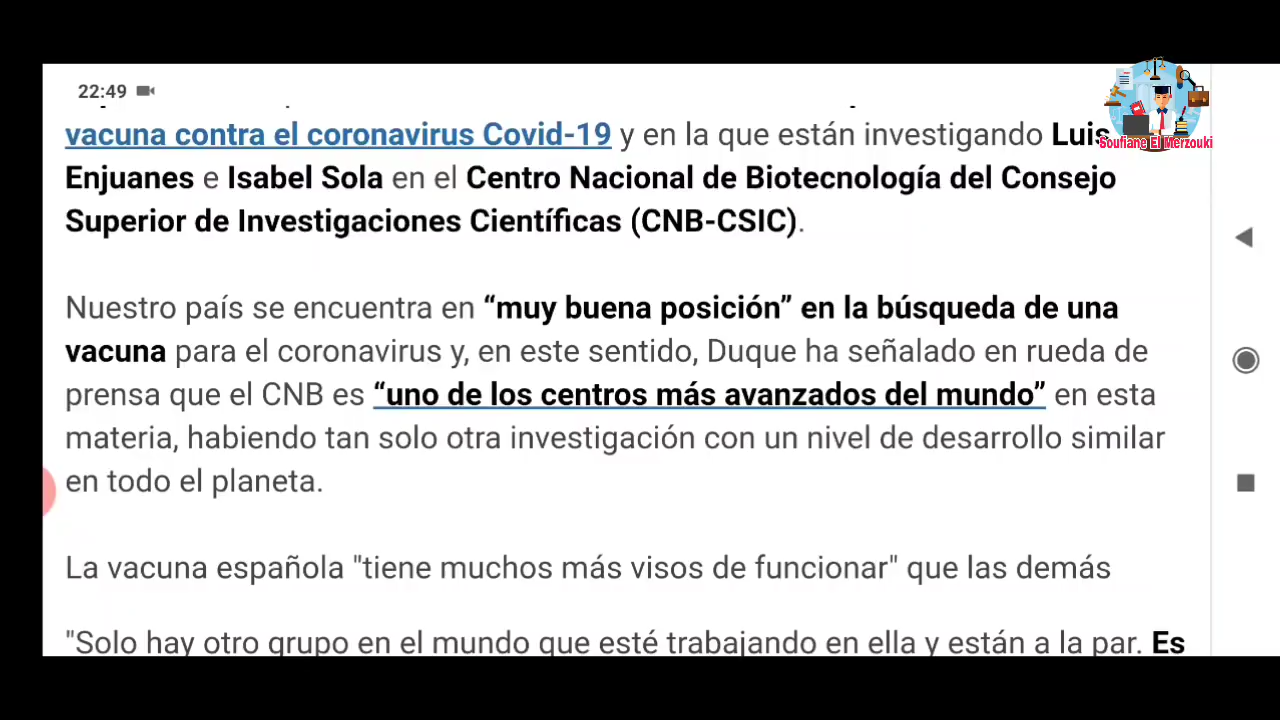 22:49
vacuna contra el coronavirus Covid-19 y en la que están investigando Luis
Enjuanes e Isabel Sola en el Centro Nacional de Biotecnología del Consejo
Superior de Investigaciones Científicas (CNB-CSIC).
Nuestro país se encuentra en “muy buena posición” en la búsqueda de una
vacuna para el coronavirus y, en este sentido, Duque ha señalado en rueda de
prensa que el CNB es “uno de los centros más avanzados del mundo” en esta
materia, habiendo tan solo otra investigación con un nivel de desarrollo similar
en todo el planeta.
La vacuna española "tiene muchos más visos de funcionar" que las demás
"Solo hay otro grupo en el mundo que esté trabajando en ella y están a la par. Es
Soufiane El Merzouki